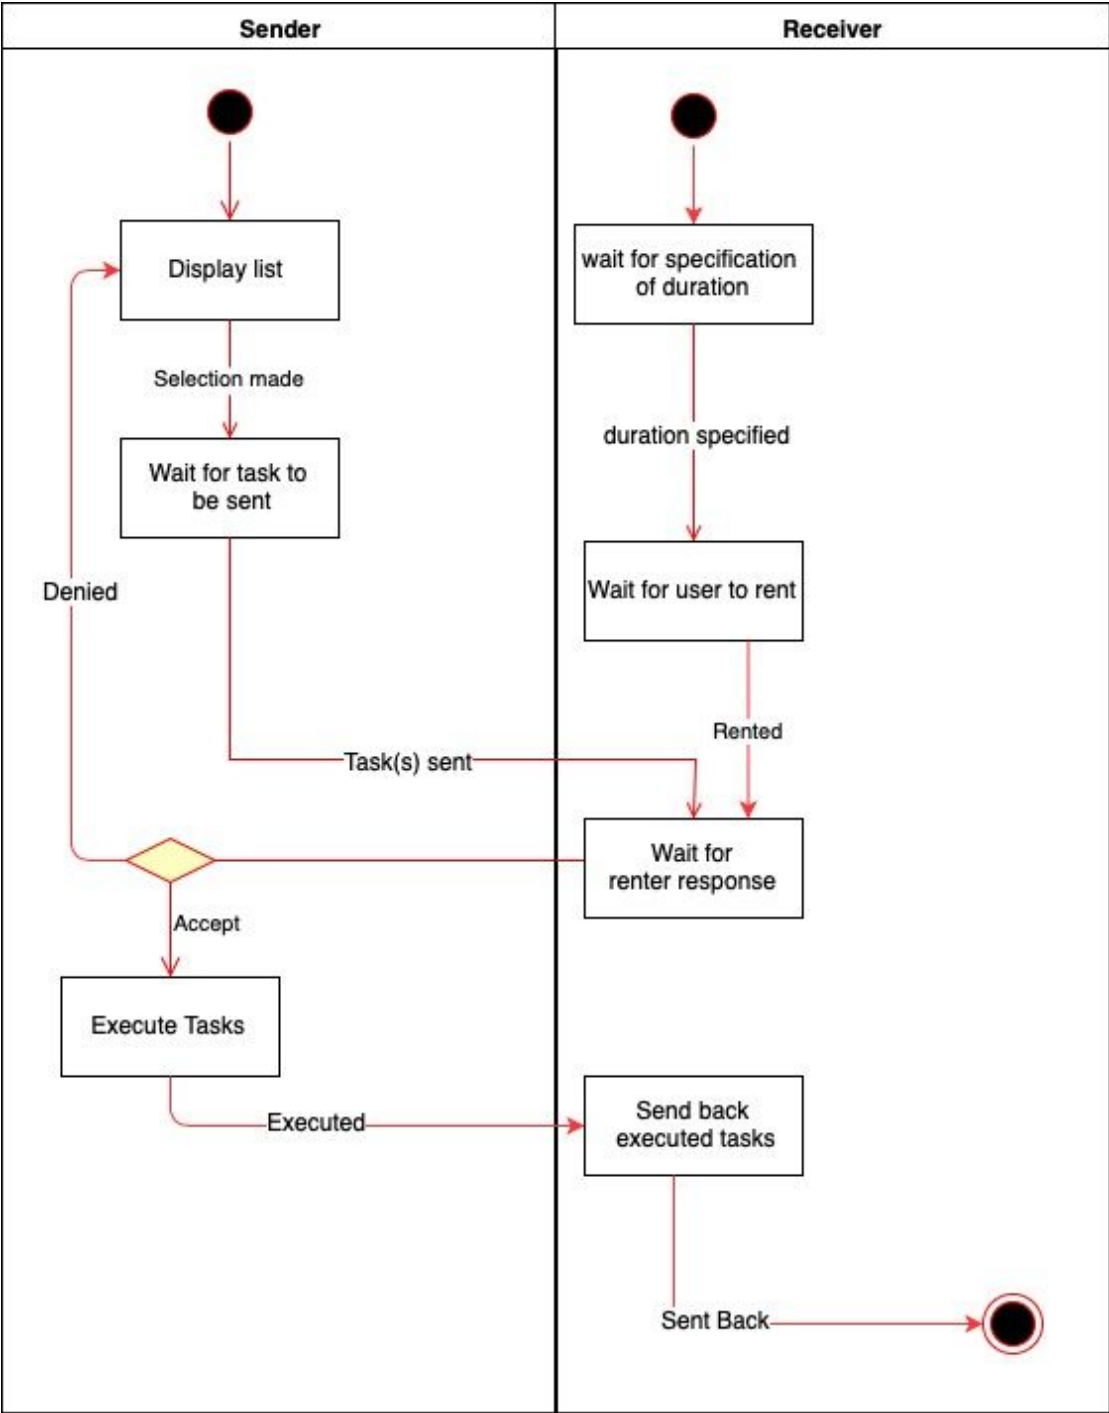 Sender
Receiver
Display list
wait for specification
of duration
Selection made
duration specified
Wait for task to
be sent
Denied
Wait for user to rent
Rented
Task(s) sent
Wait for
renter response
Accept
Execute Tasks
Executed
Send back
executed tasks
Sent Back